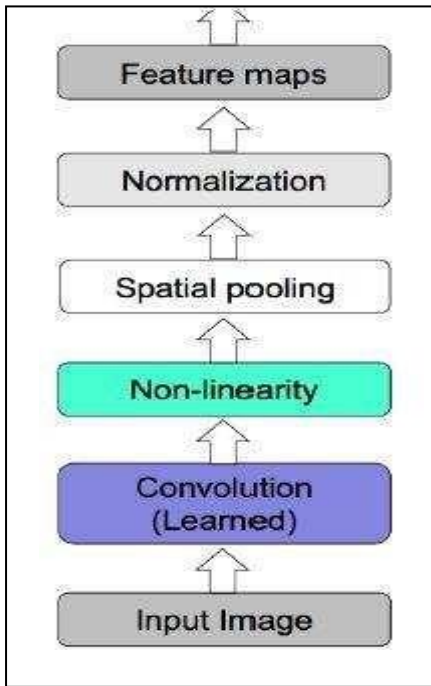 Feature maps
Normalization
Spatial pooling
Non-linearity
Convolution
(Learned)
Input Image